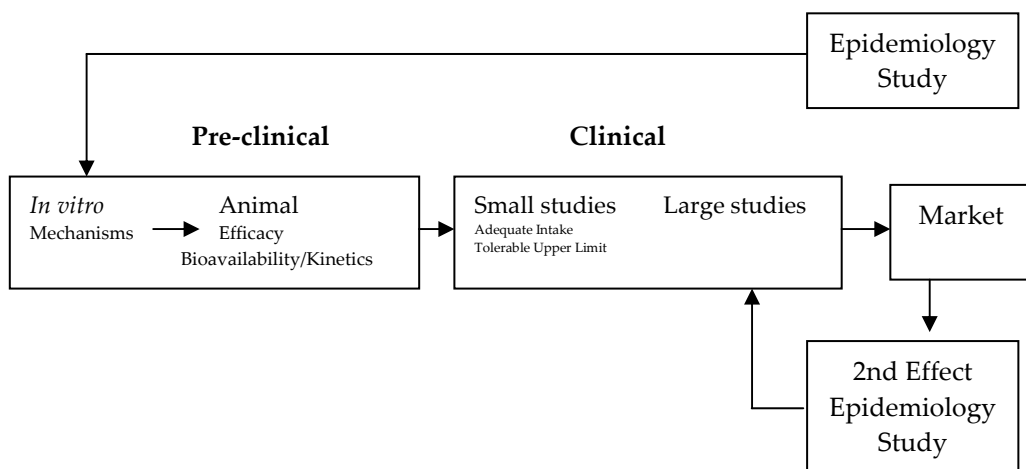 Epidemiology
Study
Pre-clinical
Clinical
In vitro
Mechanisms
Animal
Efficacy
Bioavailability/Kinetics
Small studies
Adequate Intake
Tolerable Upper Limit
Large studies
Market
2nd Effect
Epidemiology
Study